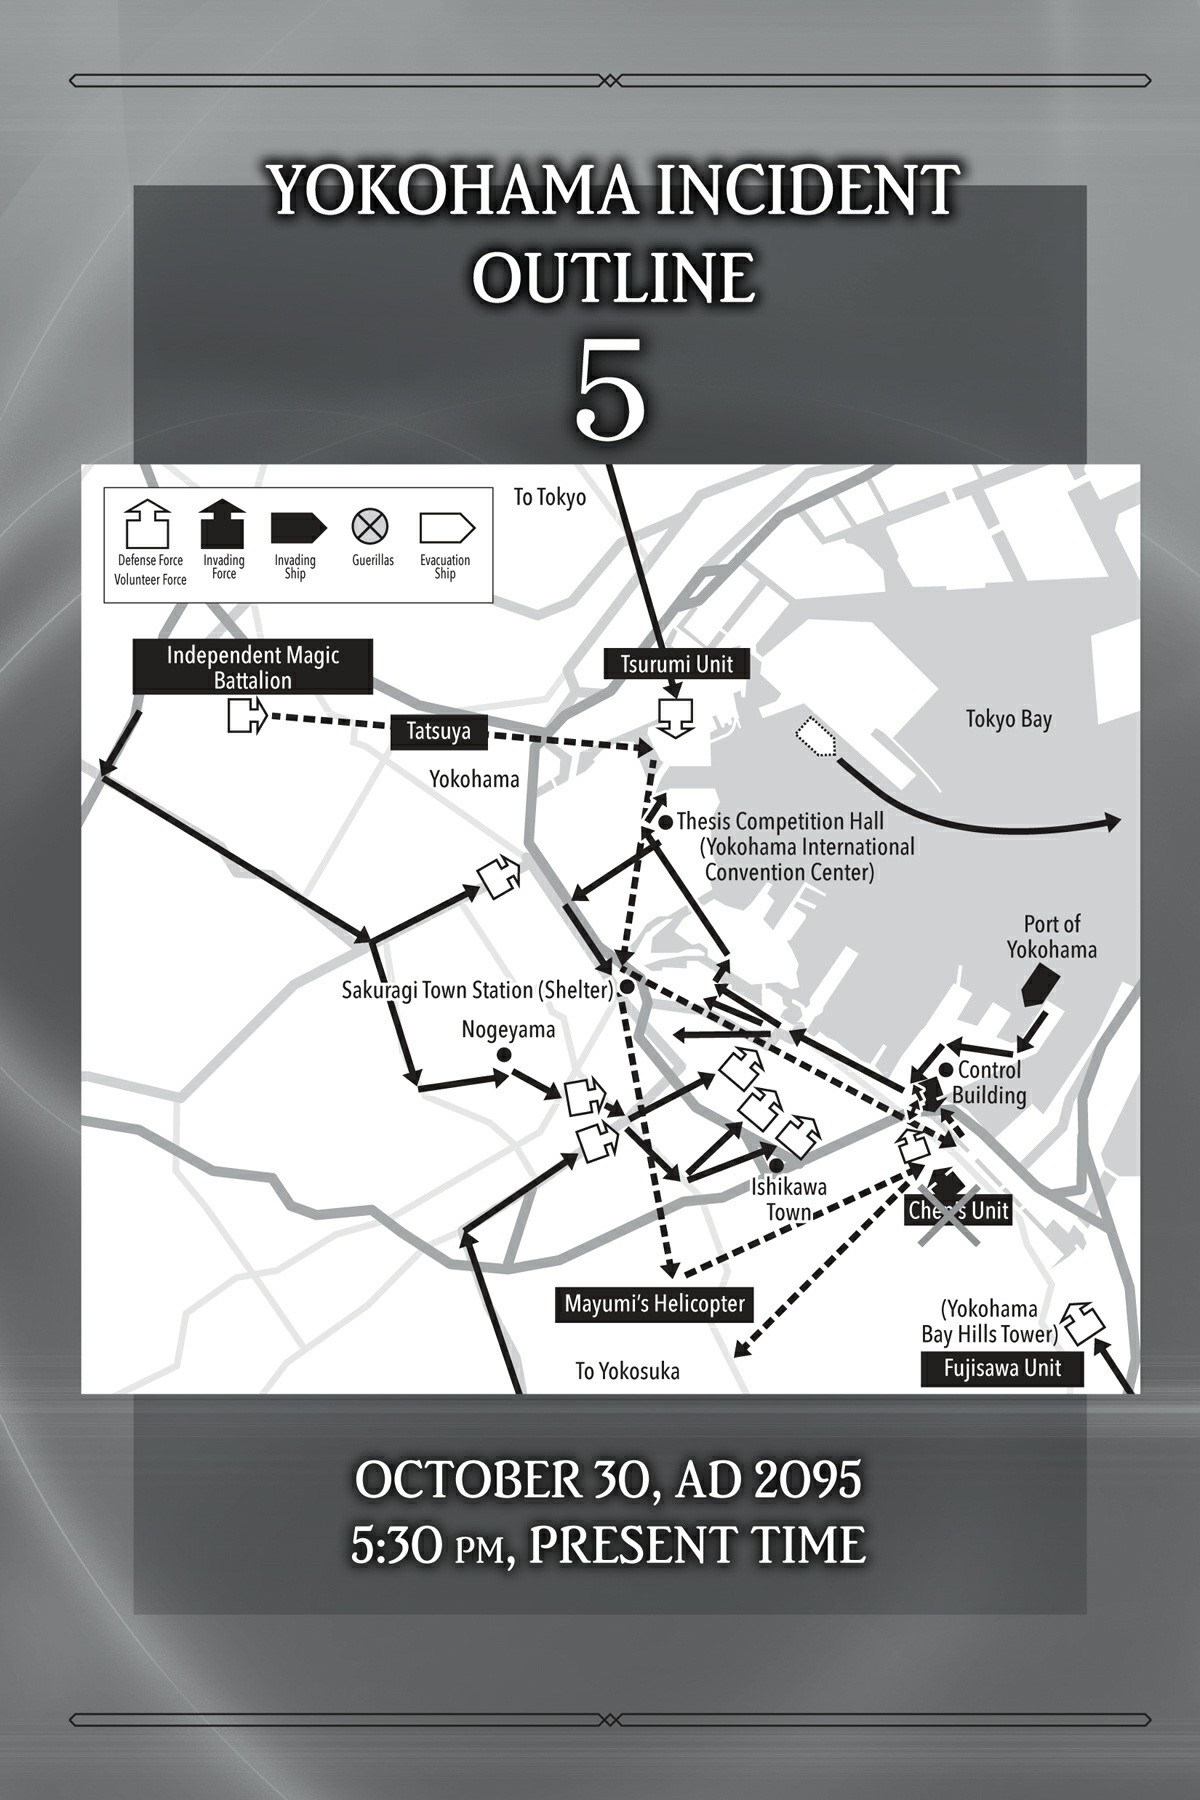 YOKOHAMA INCIDENT
OUTLINE
5
Defense Force
Volunteer Force
Invading
Force
Invading
Ship
Guerillas
Evacuation
Ship
To Tokyo
Independent Magic
Battalion
Tsurumi Unit
Tatsuya
Tokyo Bay
Yokohama
Thesis Competition Hall
(Yokohama International
Convention Center)
Port of
Yokohama
Sakuragi Town Station (Shelter)
Nogeyama
Control
Building
Ishikawa
Town
Chen's Unit
Mayumi's Helicopter
(Yokohama
Bay Hills Tower)
Fujisawa Unit
To Yokosuka
OCTOBER 30, AD 2095
5:30 PM, PRESENT TIME